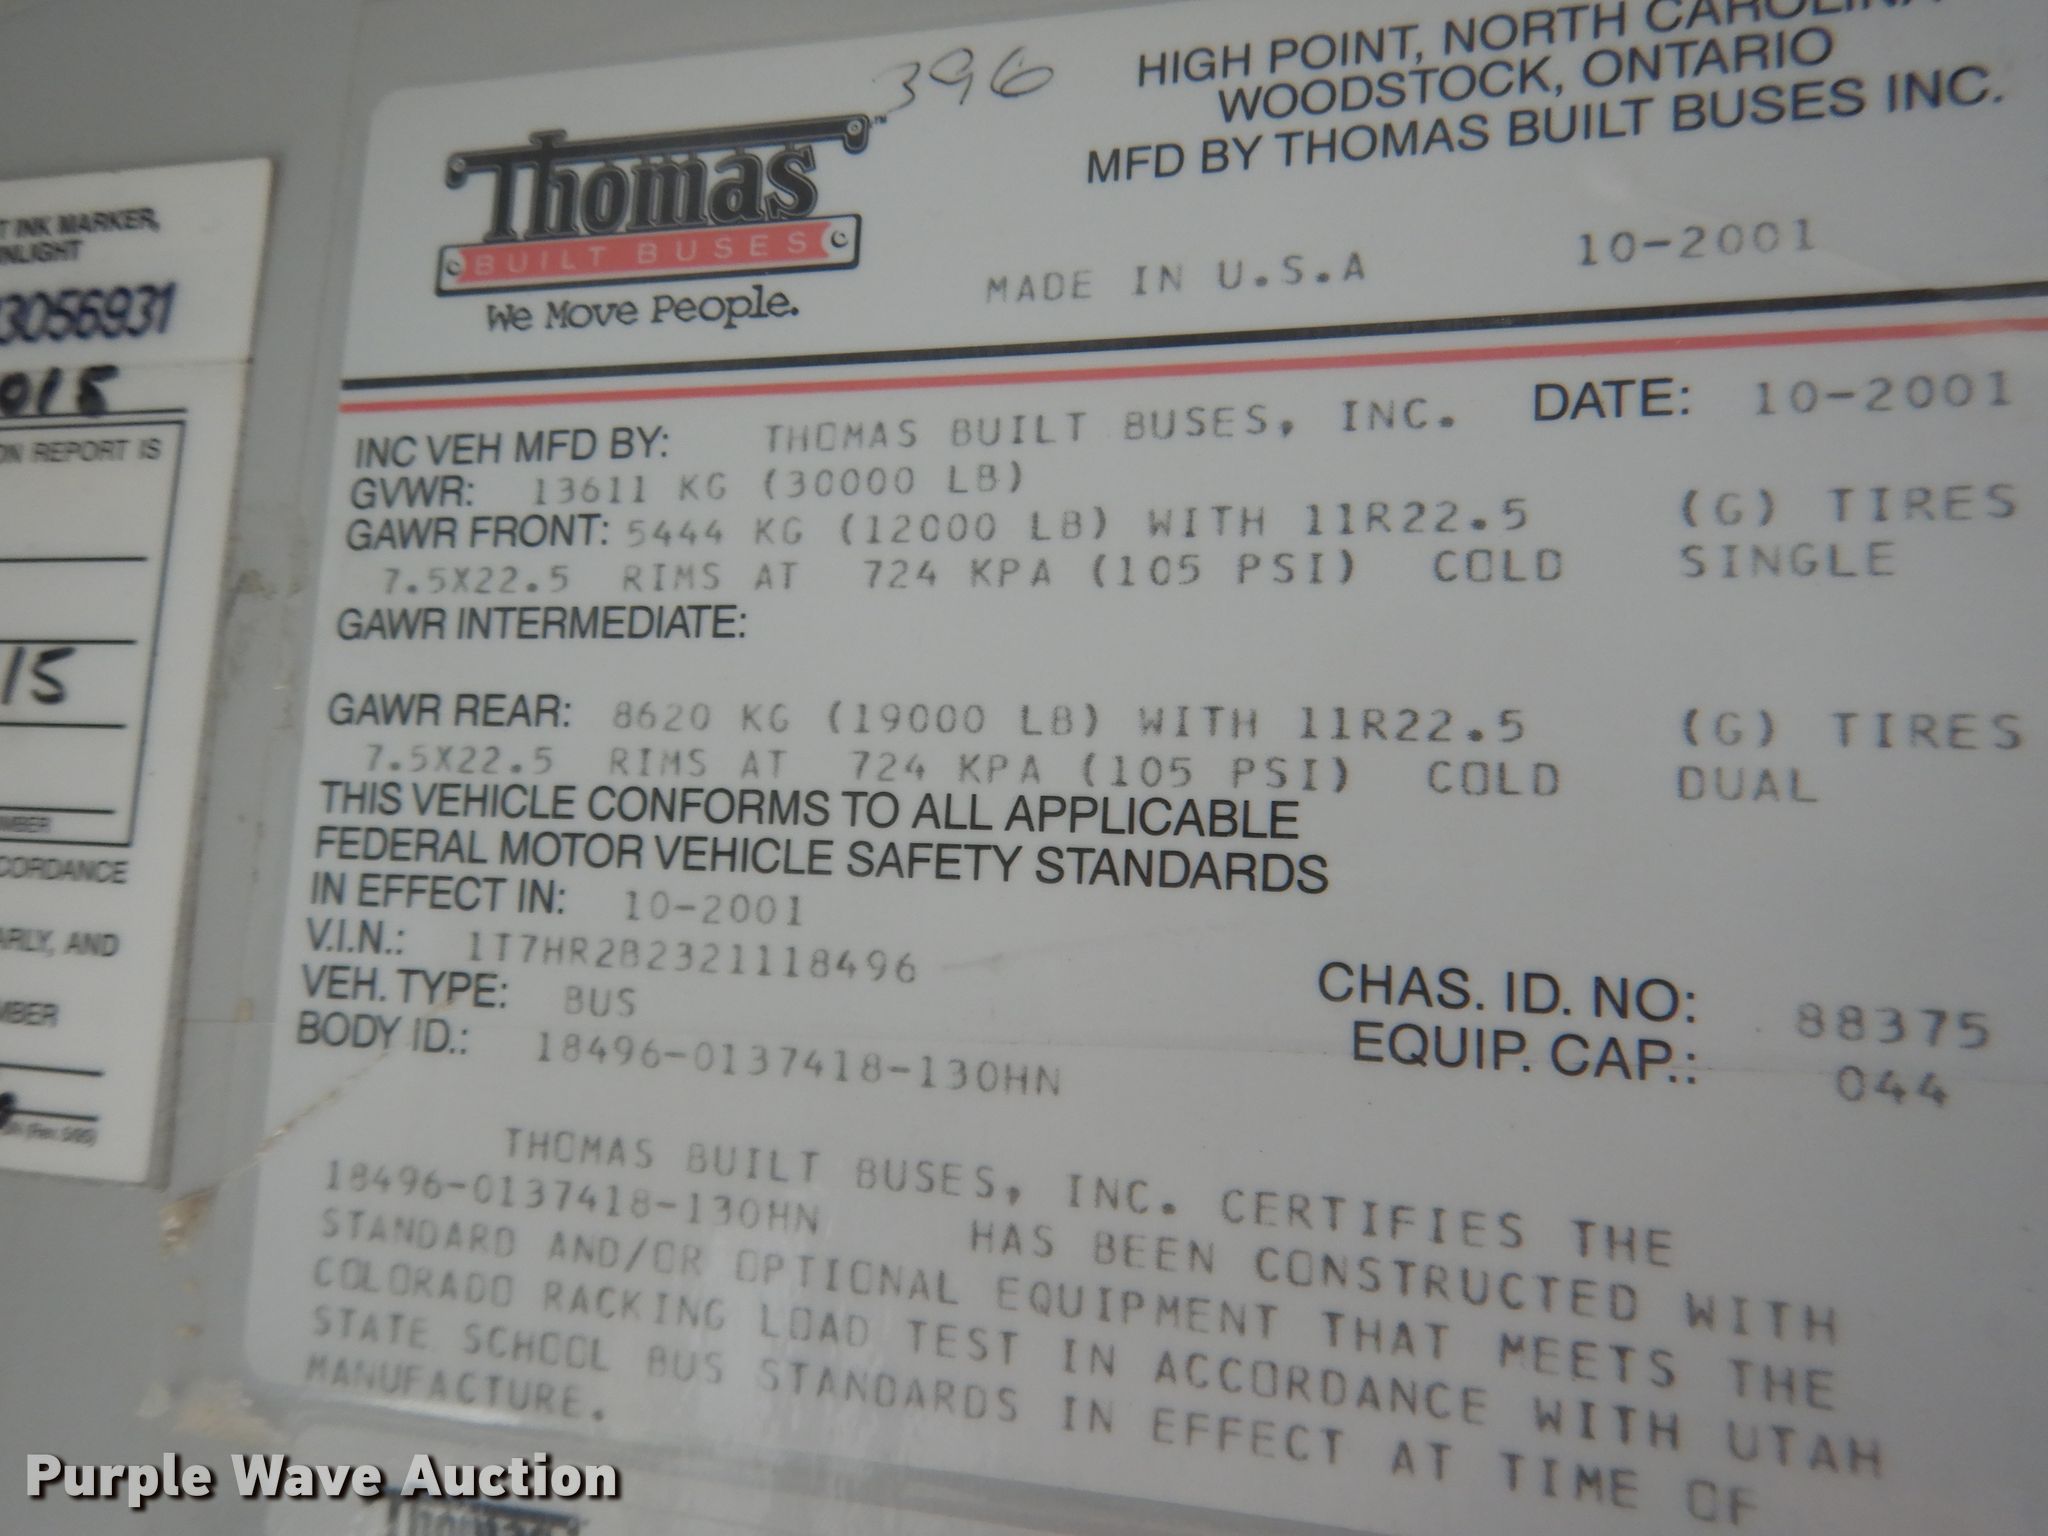 T INK MARKER,
NLIGHT
3056931
015
ON REPORT IS
15
MBER
CORDANCE
ARLY, AND
MBER
396
Thomas™
BUILT BUSES
We Move People.
HIGH POINT, NORTH CAROLINA
WOODSTOCK, ONTARIO
MFD BY THOMAS BUILT BUSES INC.
MADE IN U.S.A 10-2001
INC VEH MFD BY: THOMAS BUILT BUSES, INC. DATE: 10-2001
GVWR: 13611 KG (30000 LB)
GAWR FRONT: 5444 KG (12000 LB) WITH 11R22.5 (G) TIRES
7.5X22.5 RIMS AT 724 KPA (105 PSI) COLD SINGLE
GAWR INTERMEDIATE:
GAWR REAR: 8620 KG (19000 LB) WITH 11R22.5 (G) TIRES
7.5X22.5 RIMS AT 724 KPA (105 PSI) COLD DUAL
THIS VEHICLE CONFORMS TO ALL APPLICABLE
FEDERAL MOTOR VEHICLE SAFETY STANDARDS
IN EFFECT IN: 10-2001
V.I.N.: 1T7HR2B2321118496
VEH. TYPE: BUS CHAS. ID. NO: 88375
BODY ID.: 18496-0137418-130HN EQUIP. CAP.: 044
THOMAS BUILT BUSES, INC. CERTIFIES THE
18496-0137418-130HN HAS BEEN CONSTRUCTED WITH
STANDARD AND/OR OPTIONAL EQUIPMENT THAT MEETS THE
COLORADO RACKING LOAD TEST IN ACCORDANCE WITH UTAH
STATE SCHOOL BUS STANDARDS IN EFFECT AT TIME OF
MANUFACTURE.
Purple Wave Auction
Thomas